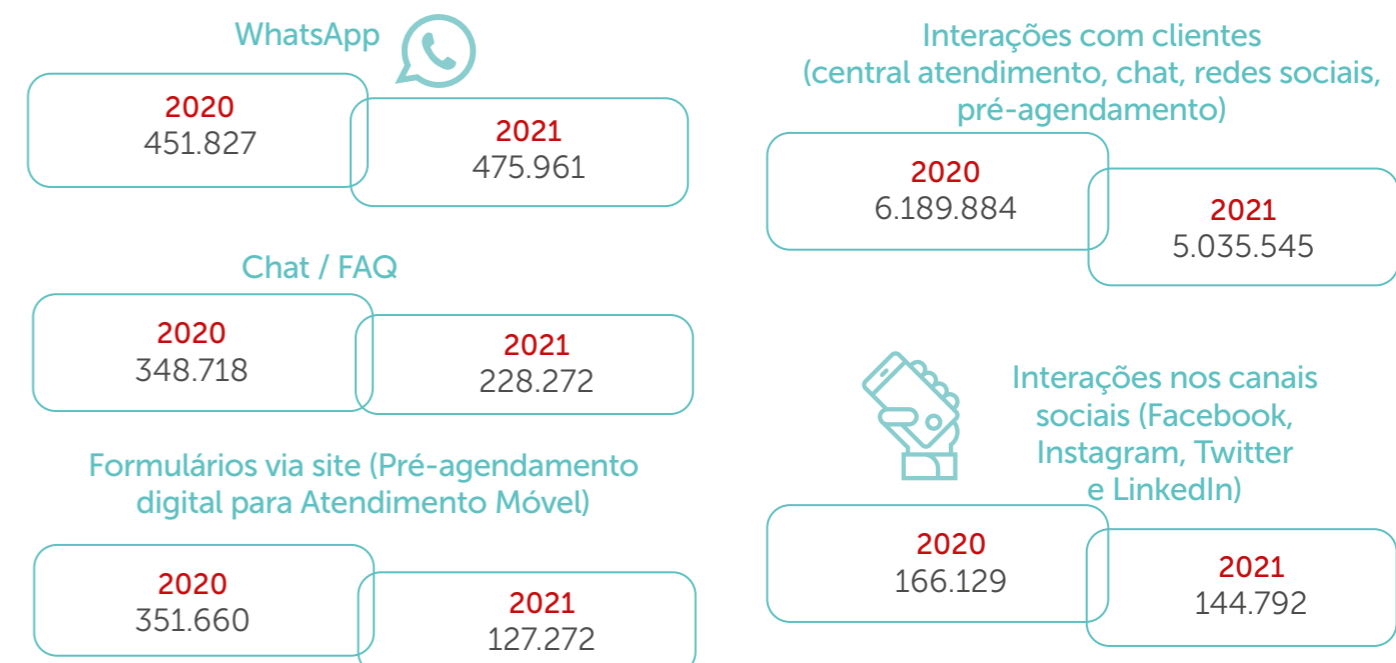 WhatsApp
2020
451.827
2021
475.961
Chat / FAQ
2020
348.718
2021
228.272
Formulários via site (Pré-agendamento
digital para Atendimento Móvel)
2020
351.660
2021
127.272
Interações com clientes
(central atendimento, chat, redes sociais,
pré-agendamento)
2020
6.189.884
2021
5.035.545
Interações nos canais
sociais (Facebook,
Instagram, Twitter
e LinkedIn)
2020
166.129
2021
144.792